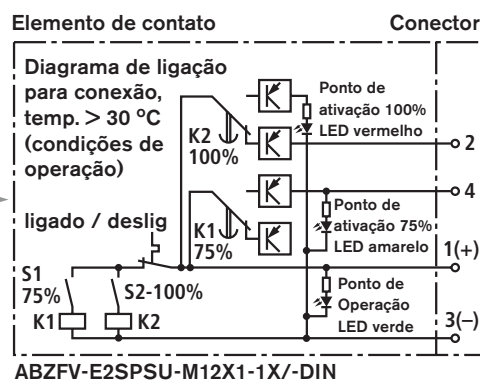 Elemento de contato
Conector
Diagrama de ligação
para conexão,
temp. > 30 ºC
(condições de
operação)
K2
100%
Ponto de
ativação 100%
LED vermelho
2
4
ligado / deslig
K1
75%
Ponto de
ativação 75%
LED amarelo
1(+)
S1
75%
S2-100%
K1
K2
Ponto de
Operação
LED verde
3(–)
ABZFV-E2SPSU-M12X1-1X/-DIN